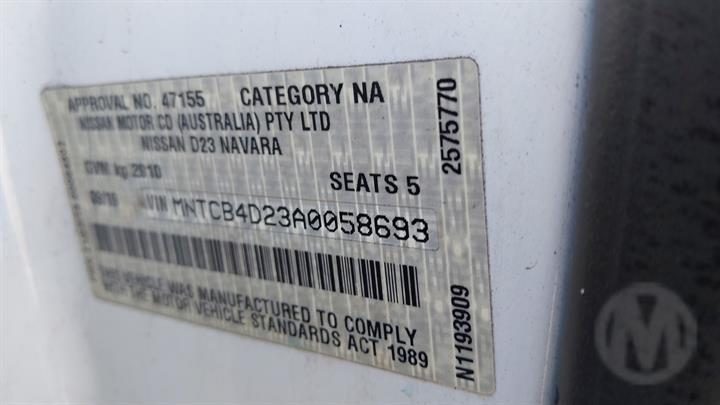 APPROVAL NO. 47155 CATEGORY NA
NISSAN MOTOR CO (AUSTRALIA) PTY LTD
NISSAN D23 NAVARA
GVM kg 2910
SEATS 5
VIN MNTCB4D23A0058693
THIS VEHICLE WAS MANUFACTURED TO COMPLY
WITH THE MOTOR VEHICLE STANDARDS ACT 1989
2575770
N1193909
M